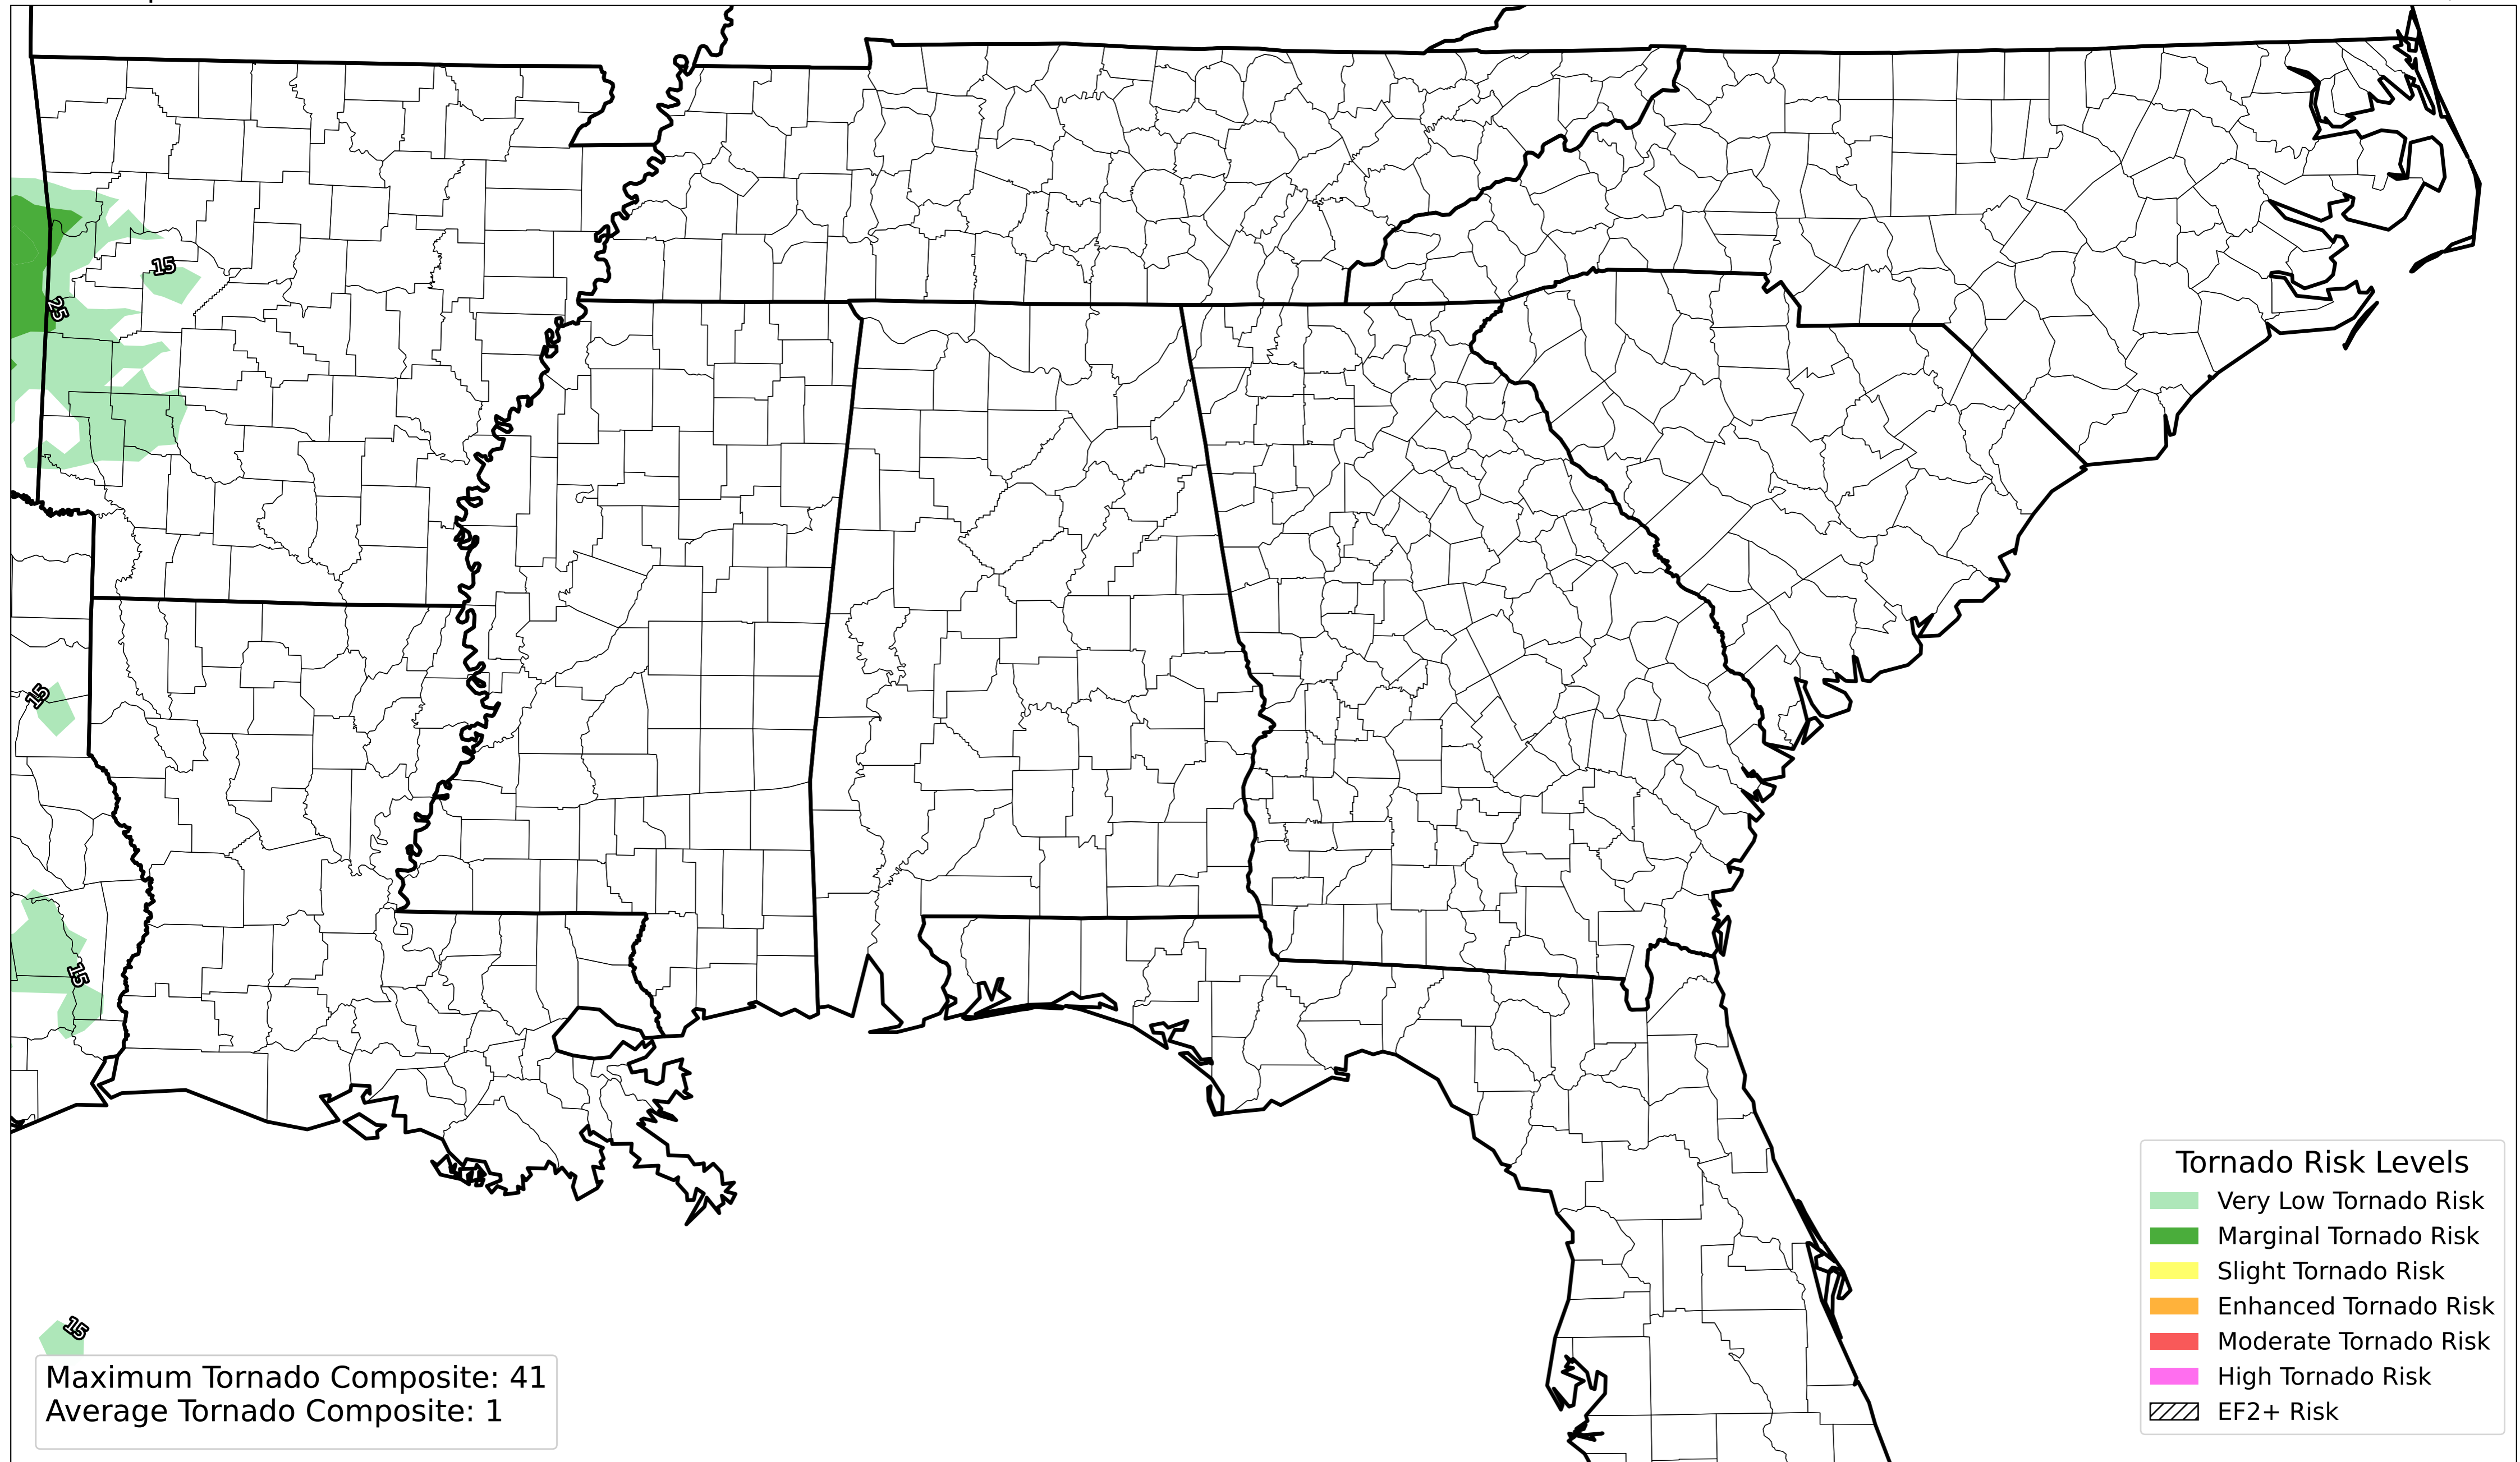 15
25
15
15
15
Maximum Tornado Composite: 41
Average Tornado Composite: 1
Tornado Risk Levels
Very Low Tornado Risk
Marginal Tornado Risk
Slight Tornado Risk
Enhanced Tornado Risk
Moderate Tornado Risk
High Tornado Risk
EF2+ Risk